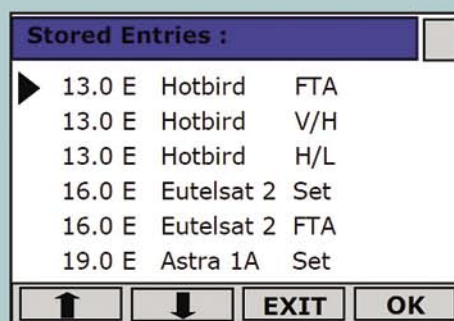 Stored Entries :
13.0 E Hotbird FTA
13.0 E Hotbird V/H
13.0 E Hotbird H/L
16.0 E Eutelsat 2 Set
16.0 E Eutelsat 2 FTA
19.0 E Astra 1A Set
EXIT OK